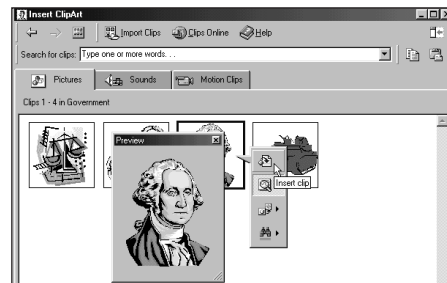 Insert ClipArt
Import Clips Clips Online Help
Search for clips: Type one or more words. . .
Pictures Sounds Motion Clips
Clips 1 - 4 in Government
Preview
Insert clip